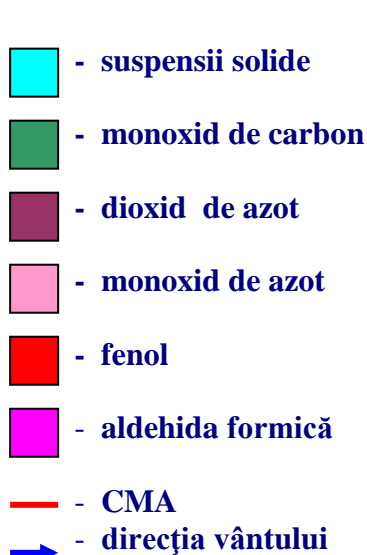 - suspensii solide
- monoxid de carbon
- dioxid de azot
- monoxid de azot
- fenol
- aldehida formică
- CMA
- direcţia vântului